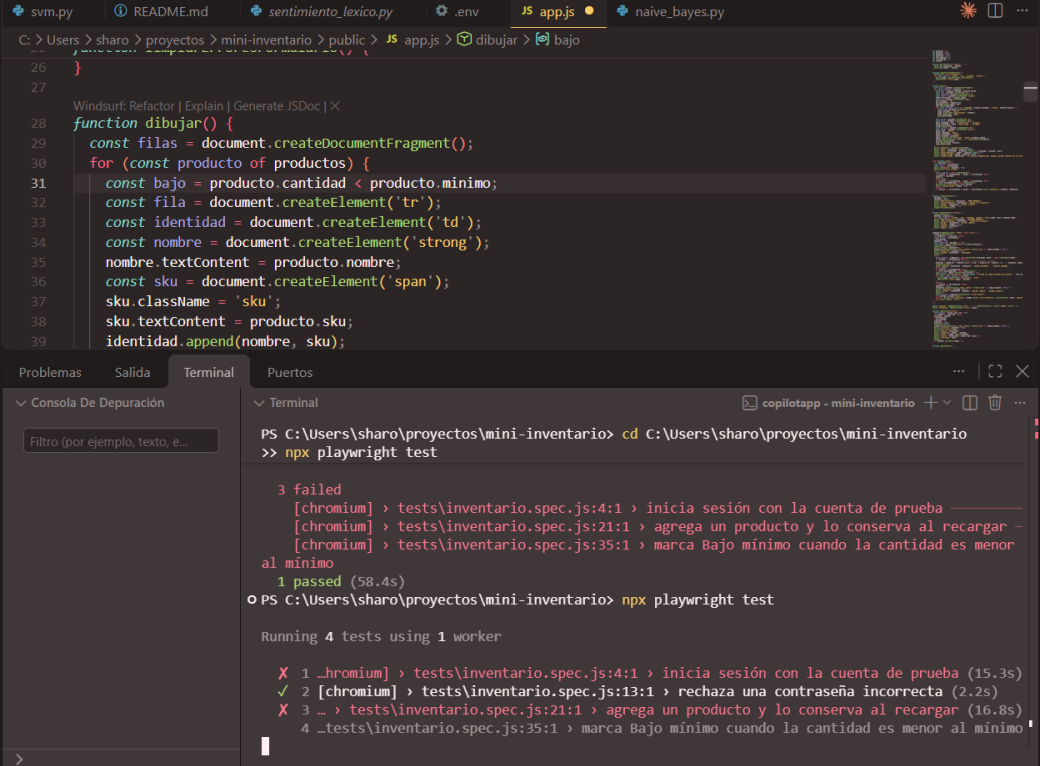 svm.py README.md sentimiento_lexico.py .env JS app.js naive_bayes.py
C: > Users > sharo > proyectos > mini-inventario > public > JS app.js > dibujar > bajo
26 }
27
Windsurf: Refactor | Explain | Generate JSDoc | X
28 function dibujar() {
29 const filas = document.createDocumentFragment();
30 for (const producto of productos) {
31 const bajo = producto.cantidad < producto.minimo;
32 const fila = document.createElement('tr');
33 const identidad = document.createElement('td');
34 const nombre = document.createElement('strong');
35 nombre.textContent = producto.nombre;
36 const sku = document.createElement('span');
37 sku.className = 'sku';
38 sku.textContent = producto.sku;
39 identidad.append(nombre, sku);
Problemas Salida Terminal Puertos
Consola De Depuración
Filtro (por ejemplo, texto, e...
Terminal
copilotapp - mini-inventario
PS C:\Users\sharo\proyectos\mini-inventario> cd C:\Users\sharo\proyectos\mini-inventario
>> npx playwright test
3 failed
[chromium] › tests\inventario.spec.js:4:1 › inicia sesión con la cuenta de prueba
[chromium] › tests\inventario.spec.js:21:1 › agrega un producto y lo conserva al recargar
[chromium] › tests\inventario.spec.js:35:1 › marca Bajo mínimo cuando la cantidad es menor
al mínimo
1 passed (58.4s)
PS C:\Users\sharo\proyectos\mini-inventario> npx playwright test
Running 4 tests using 1 worker
✗ 1 …hromium] › tests\inventario.spec.js:4:1 › inicia sesión con la cuenta de prueba (15.3s)
✓ 2 [chromium] › tests\inventario.spec.js:13:1 › rechaza una contraseña incorrecta (2.2s)
✗ 3 … › tests\inventario.spec.js:21:1 › agrega un producto y lo conserva al recargar (16.8s)
4 …tests\inventario.spec.js:35:1 › marca Bajo mínimo cuando la cantidad es menor al mínimo